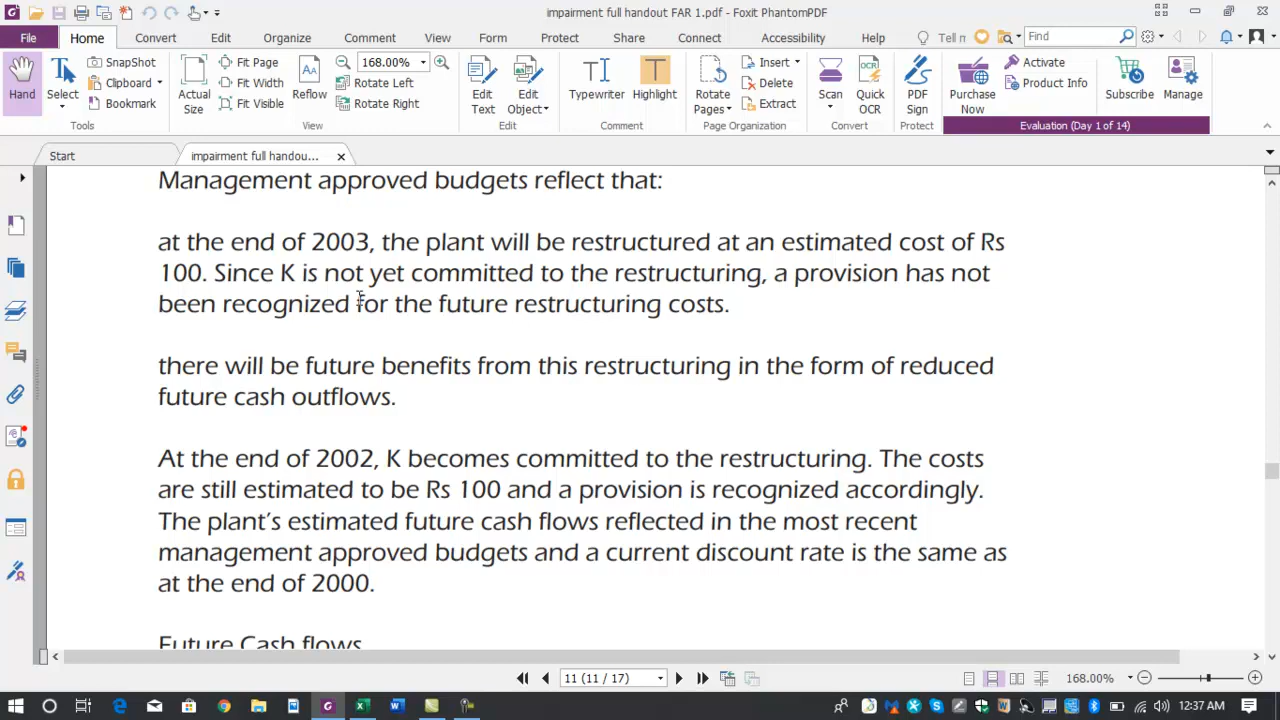 impairment full handout FAR 1.pdf - Foxit PhantomPDF
File Home Convert Edit Organize Comment View Form Protect Share Connect Accessibility Help Tell n Find
Hand
Select
SnapShot
Clipboard
Bookmark
Tools
Actual Size
Fit Page
Fit Width
Fit Visible
Reflow
168.00%
Rotate Left
Rotate Right
View
Edit Text
Edit Object
Edit
Typewriter
Highlight
Comment
Rotate Pages
Insert
Delete
Extract
Page Organization
Scan
Quick OCR
Convert
PDF Sign
Protect
Purchase Now
Activate
Product Info
Subscribe
Manage
Evaluation (Day 1 of 14)
Start
impairment full handou...
Management approved budgets reflect that:
at the end of 2003, the plant will be restructured at an estimated cost of Rs
100. Since K is not yet committed to the restructuring, a provision has not
been recognized for the future restructuring costs.
there will be future benefits from this restructuring in the form of reduced
future cash outflows.
At the end of 2002, K becomes committed to the restructuring. The costs
are still estimated to be Rs 100 and a provision is recognized accordingly.
The plant's estimated future cash flows reflected in the most recent
management approved budgets and a current discount rate is the same as
at the end of 2000.
Future Cash flows
11 (11 / 17)
168.00%
12:37 AM